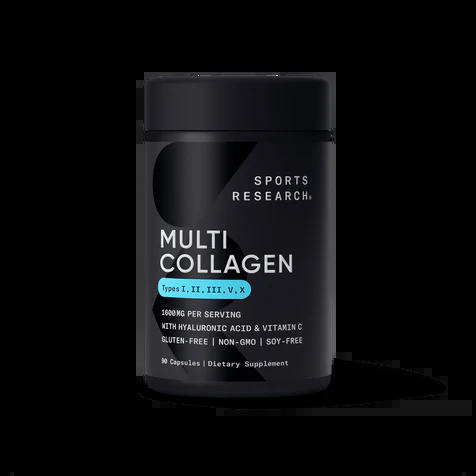 SPORTS
RESEARCH®
MULTI
COLLAGEN
Types I, II, III, V, X
1600MG PER SERVING
WITH HYALURONIC ACID & VITAMIN C
GLUTEN-FREE | NON-GMO | SOY-FREE
90 Capsules | Dietary Supplement